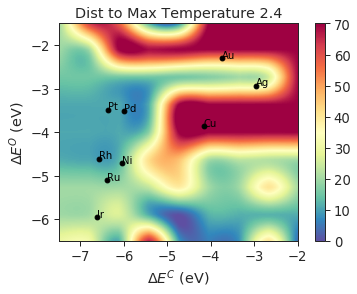 Dist to Max Temperature 2.4
ΔE^O (eV)
−2
−3
−4
−5
−6
Au
Ag
Pt
Pd
Cu
Rh
Ni
Ru
Ir
−7
−6
−5
−4
−3
−2
ΔE^C (eV)
70
60
50
40
30
20
10
0